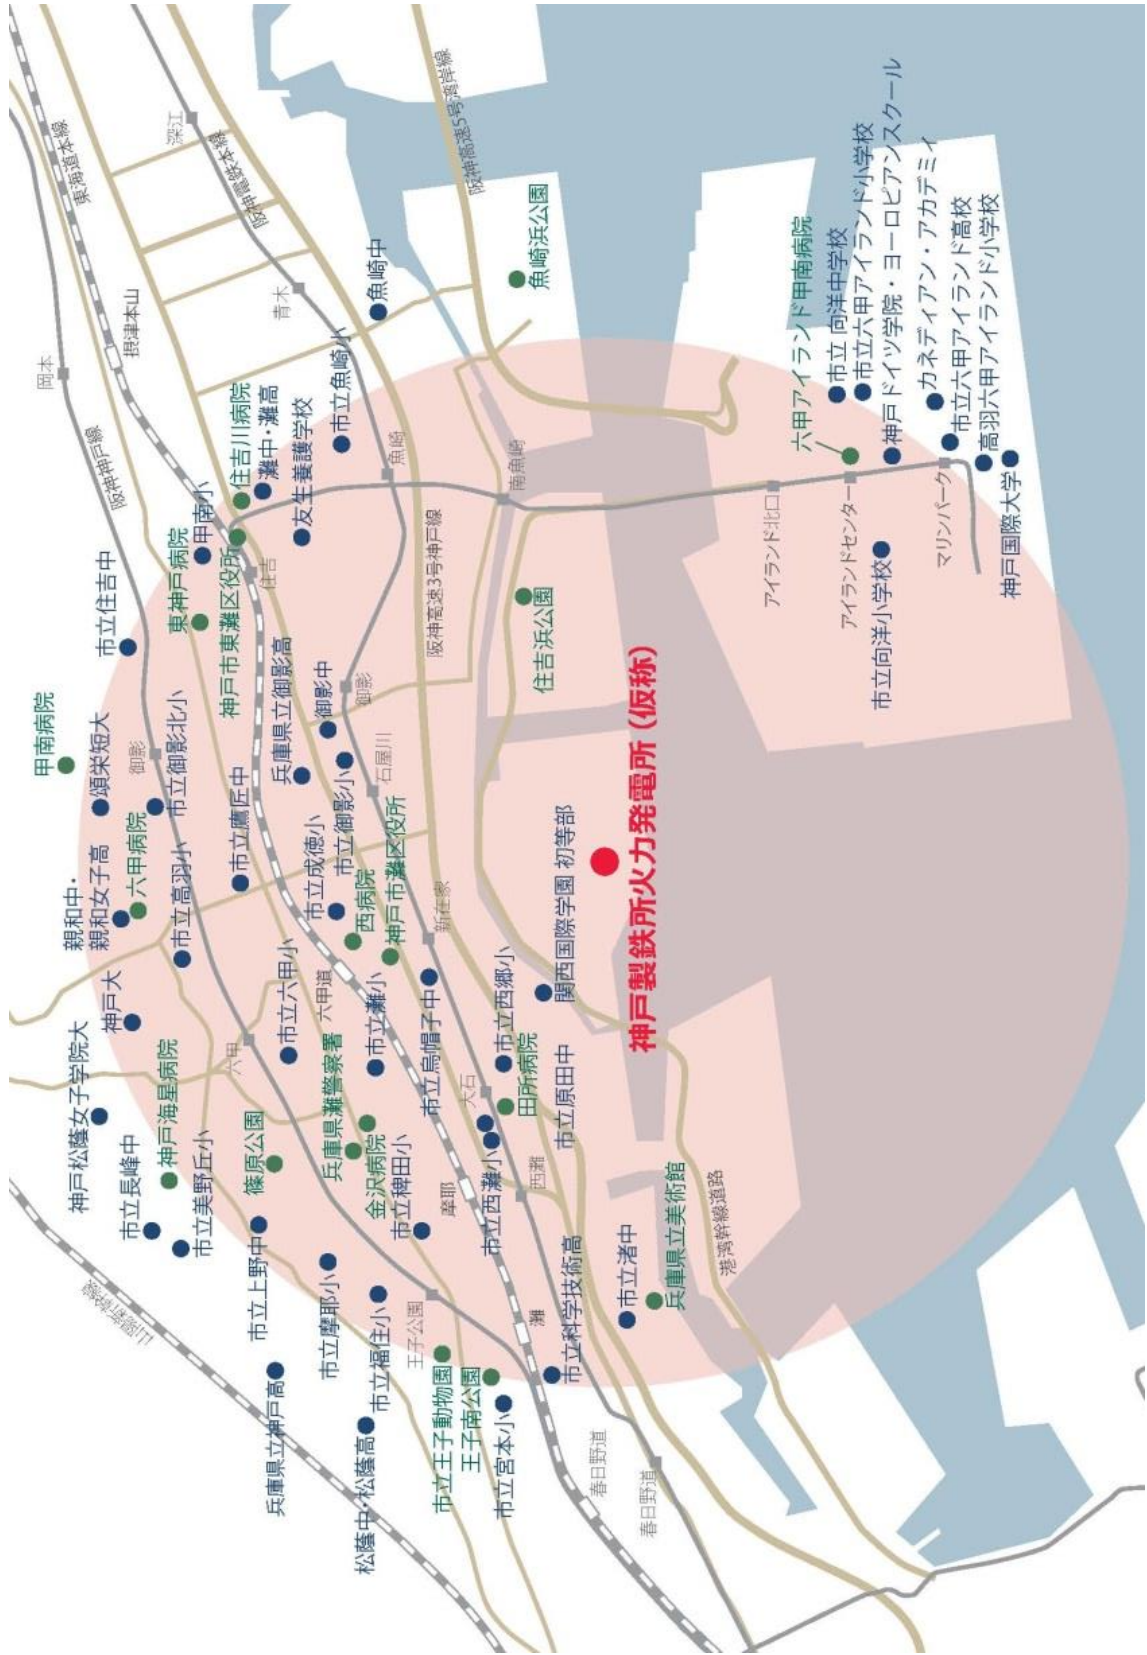 山陽新幹線
神戸松蔭女子学院大
市立長峰中
神戸海星病院
市立美野丘小
神戸大
親和中・
親和女子高
六甲病院
市立高羽小
頌栄短大
甲南病院
御影
市立御影北小
市立住吉中
阪神神戸線
岡本
東海道本線
摂津本山
深江
阪神電鉄本線
青木
阪神高速5号湾岸線
兵庫県立神戸高
市立上野中
篠原公園
六甲
市立六甲小
市立鷹匠中
東神戸病院
甲南小
神戸市東灘区役所
住吉
住吉川病院
灘中・灘高
友生養護学校
市立魚崎小
魚崎中
魚崎浜公園
松蔭中・松蔭高
市立福住小
市立摩耶小
王子公園
兵庫県灘警察署
金沢病院
市立稗田小
摩耶
六甲道
市立灘小
市立成徳小
西病院
神戸市灘区役所
市立烏帽子中
新在家
兵庫県立御影高
市立御影小
御影中
石屋川
御影
阪神高速3号神戸線
魚崎
南魚崎
住吉浜公園
市立王子動物園
王子南公園
市立宮本小
灘
市立科学技術高
市立西灘小
西灘
大石
市立西郷小
田所病院
市立原田中
関西国際学園 初等部
神戸製鉄所火力発電所(仮称)
春日野道
春日野道
市立渚中
兵庫県立美術館
港湾幹線道路
アイランド北口
アイランドセンター
六甲アイランド甲南病院
市立 向洋中学校
市立六甲アイランド小学校
神戸ドイツ学院・ヨーロピアンスクール
カネディアン・アカデミィ
市立六甲アイランド高校
高羽六甲アイランド小学校
市立向洋小学校
マリンパーク
神戸国際大学